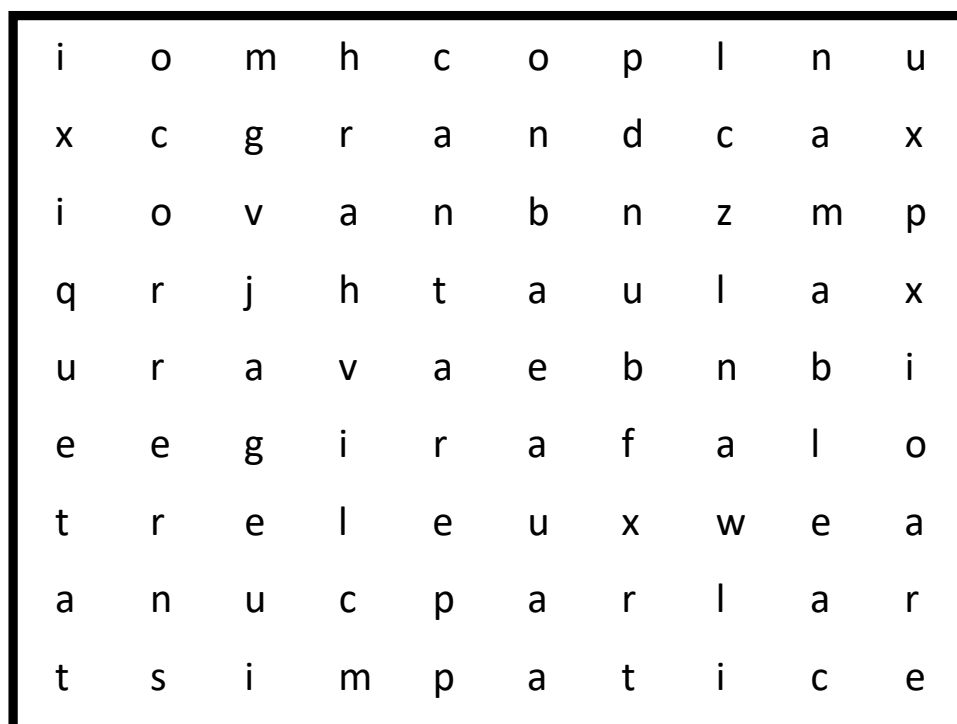 i o m h c o p l n u
x c g r a n d c a x
i o v a n b n z m p
q r j h t a u l a x
u r a v a e b n b i
e e g i r a f a l o
t r e l e u x w e a
a n u c p a r l a r
t s i m p a t i c e